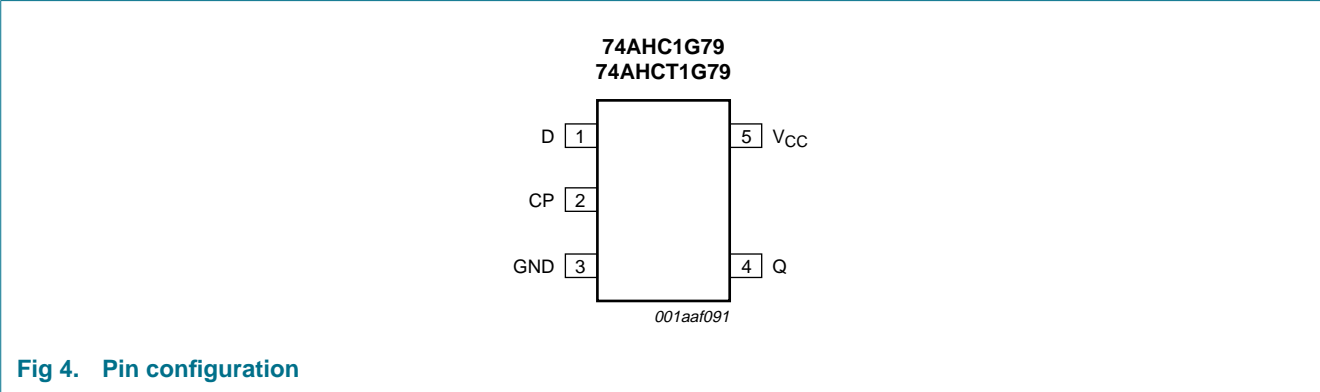 74AHC1G79
74AHCT1G79
D 1
5 VCC
CP 2
GND 3
4 Q
001aaf091
Fig 4. Pin configuration